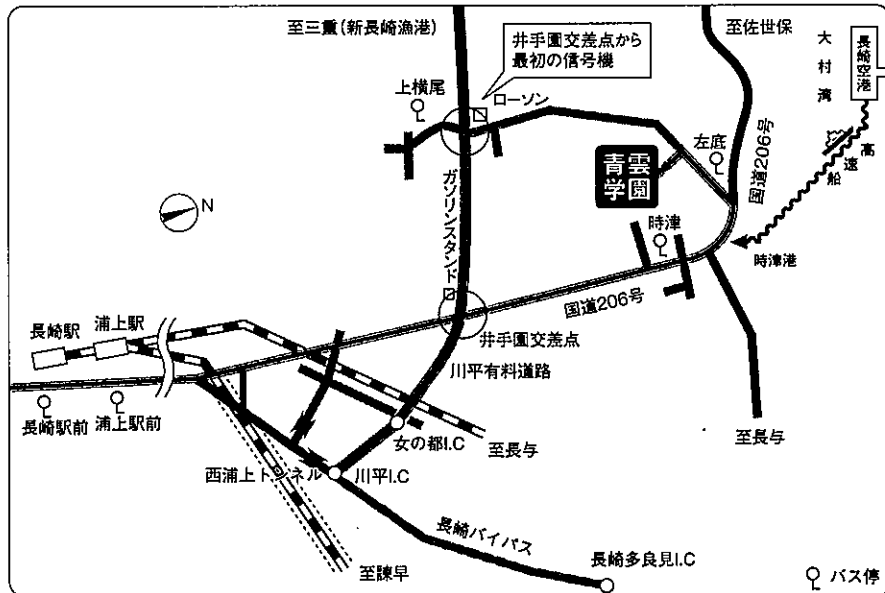 至三重(新長崎漁港)
井手園交差点から
最初の信号機
至佐世保
大村湾
長崎空港
上横尾
ローソン
左底
国道206号
高速船
青雲
学園
ガソリンスタンド
N
時津
時津港
国道206号
長崎駅
浦上駅
井手園交差点
川平有料道路
長崎駅前
浦上駅前
女の都I.C
至長与
至長与
西浦上トンネル
川平I.C
長崎バイパス
長崎多良見I.C
至諫早
バス停